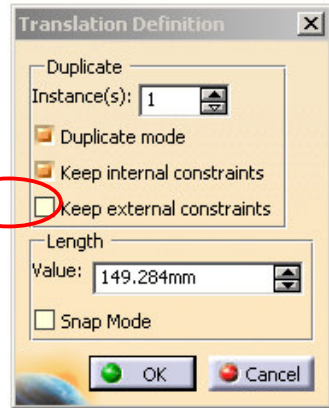 Translation Definition
Duplicate
Instance(s): 1
Duplicate mode
Keep internal constraints
Keep external constraints
Length
Value: 149.284mm
Snap Mode
OK Cancel